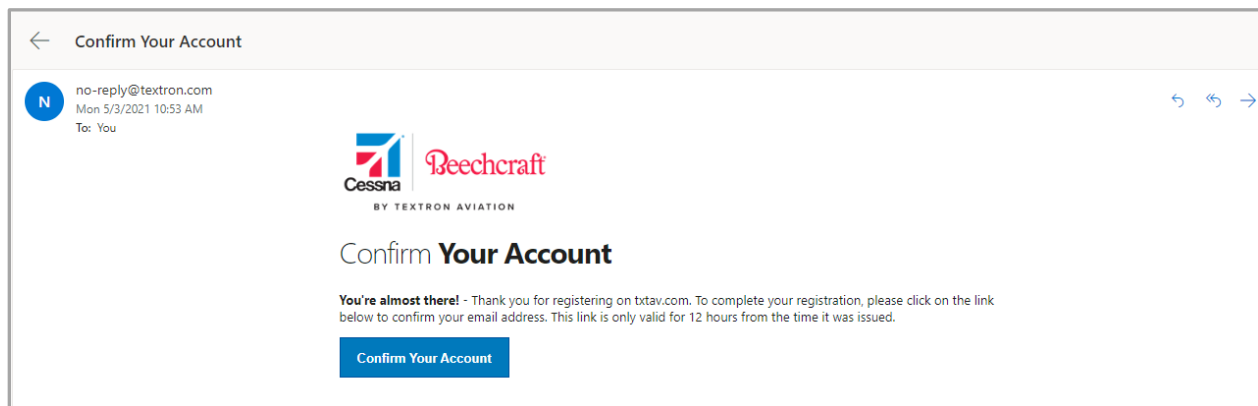 Confirm Your Account
N
no-reply@textron.com
Mon 5/3/2021 10:53 AM
To: You
Cessna
Beechcraft
BY TEXTRON AVIATION
Confirm Your Account
You're almost there! - Thank you for registering on txtav.com. To complete your registration, please click on the link
below to confirm your email address. This link is only valid for 12 hours from the time it was issued.
Confirm Your Account